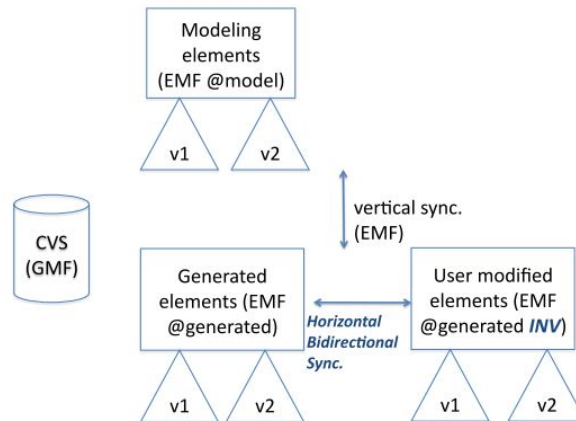 Modeling
elements
(EMF @model)
v1
v2
vertical sync.
(EMF)
CVS
(GMF)
Generated
elements (EMF
@generated)
Horizontal
Bidirectional
Sync.
User modified
elements (EMF
@generated INV)
v1
v2
v1
v2